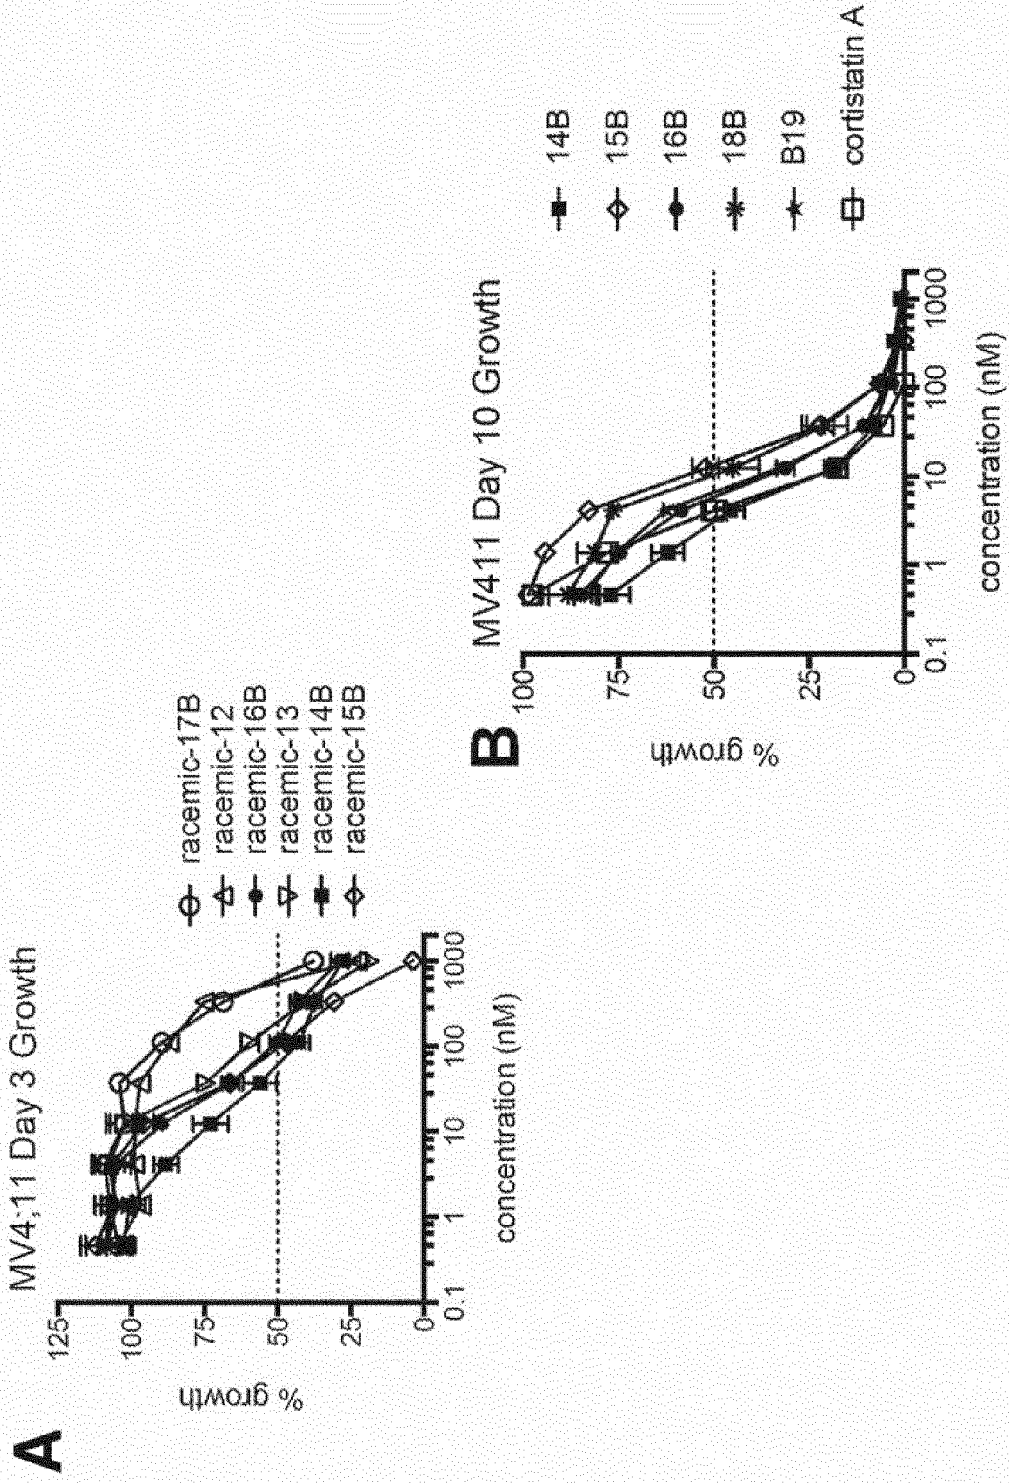 A
MV4;11 Day 3 Growth
125
100
75
50
25
0
% growth
0.1
1
10
100
1000
concentration (nM)
racemic-17B
racemic-12
racemic-16B
racemic-13
racemic-14B
racemic-15B
B
MV411 Day 10 Growth
100
75
50
25
0
% growth
0.1
1
10
100
1000
concentration (nM)
14B
15B
16B
18B
B19
cortistatin A